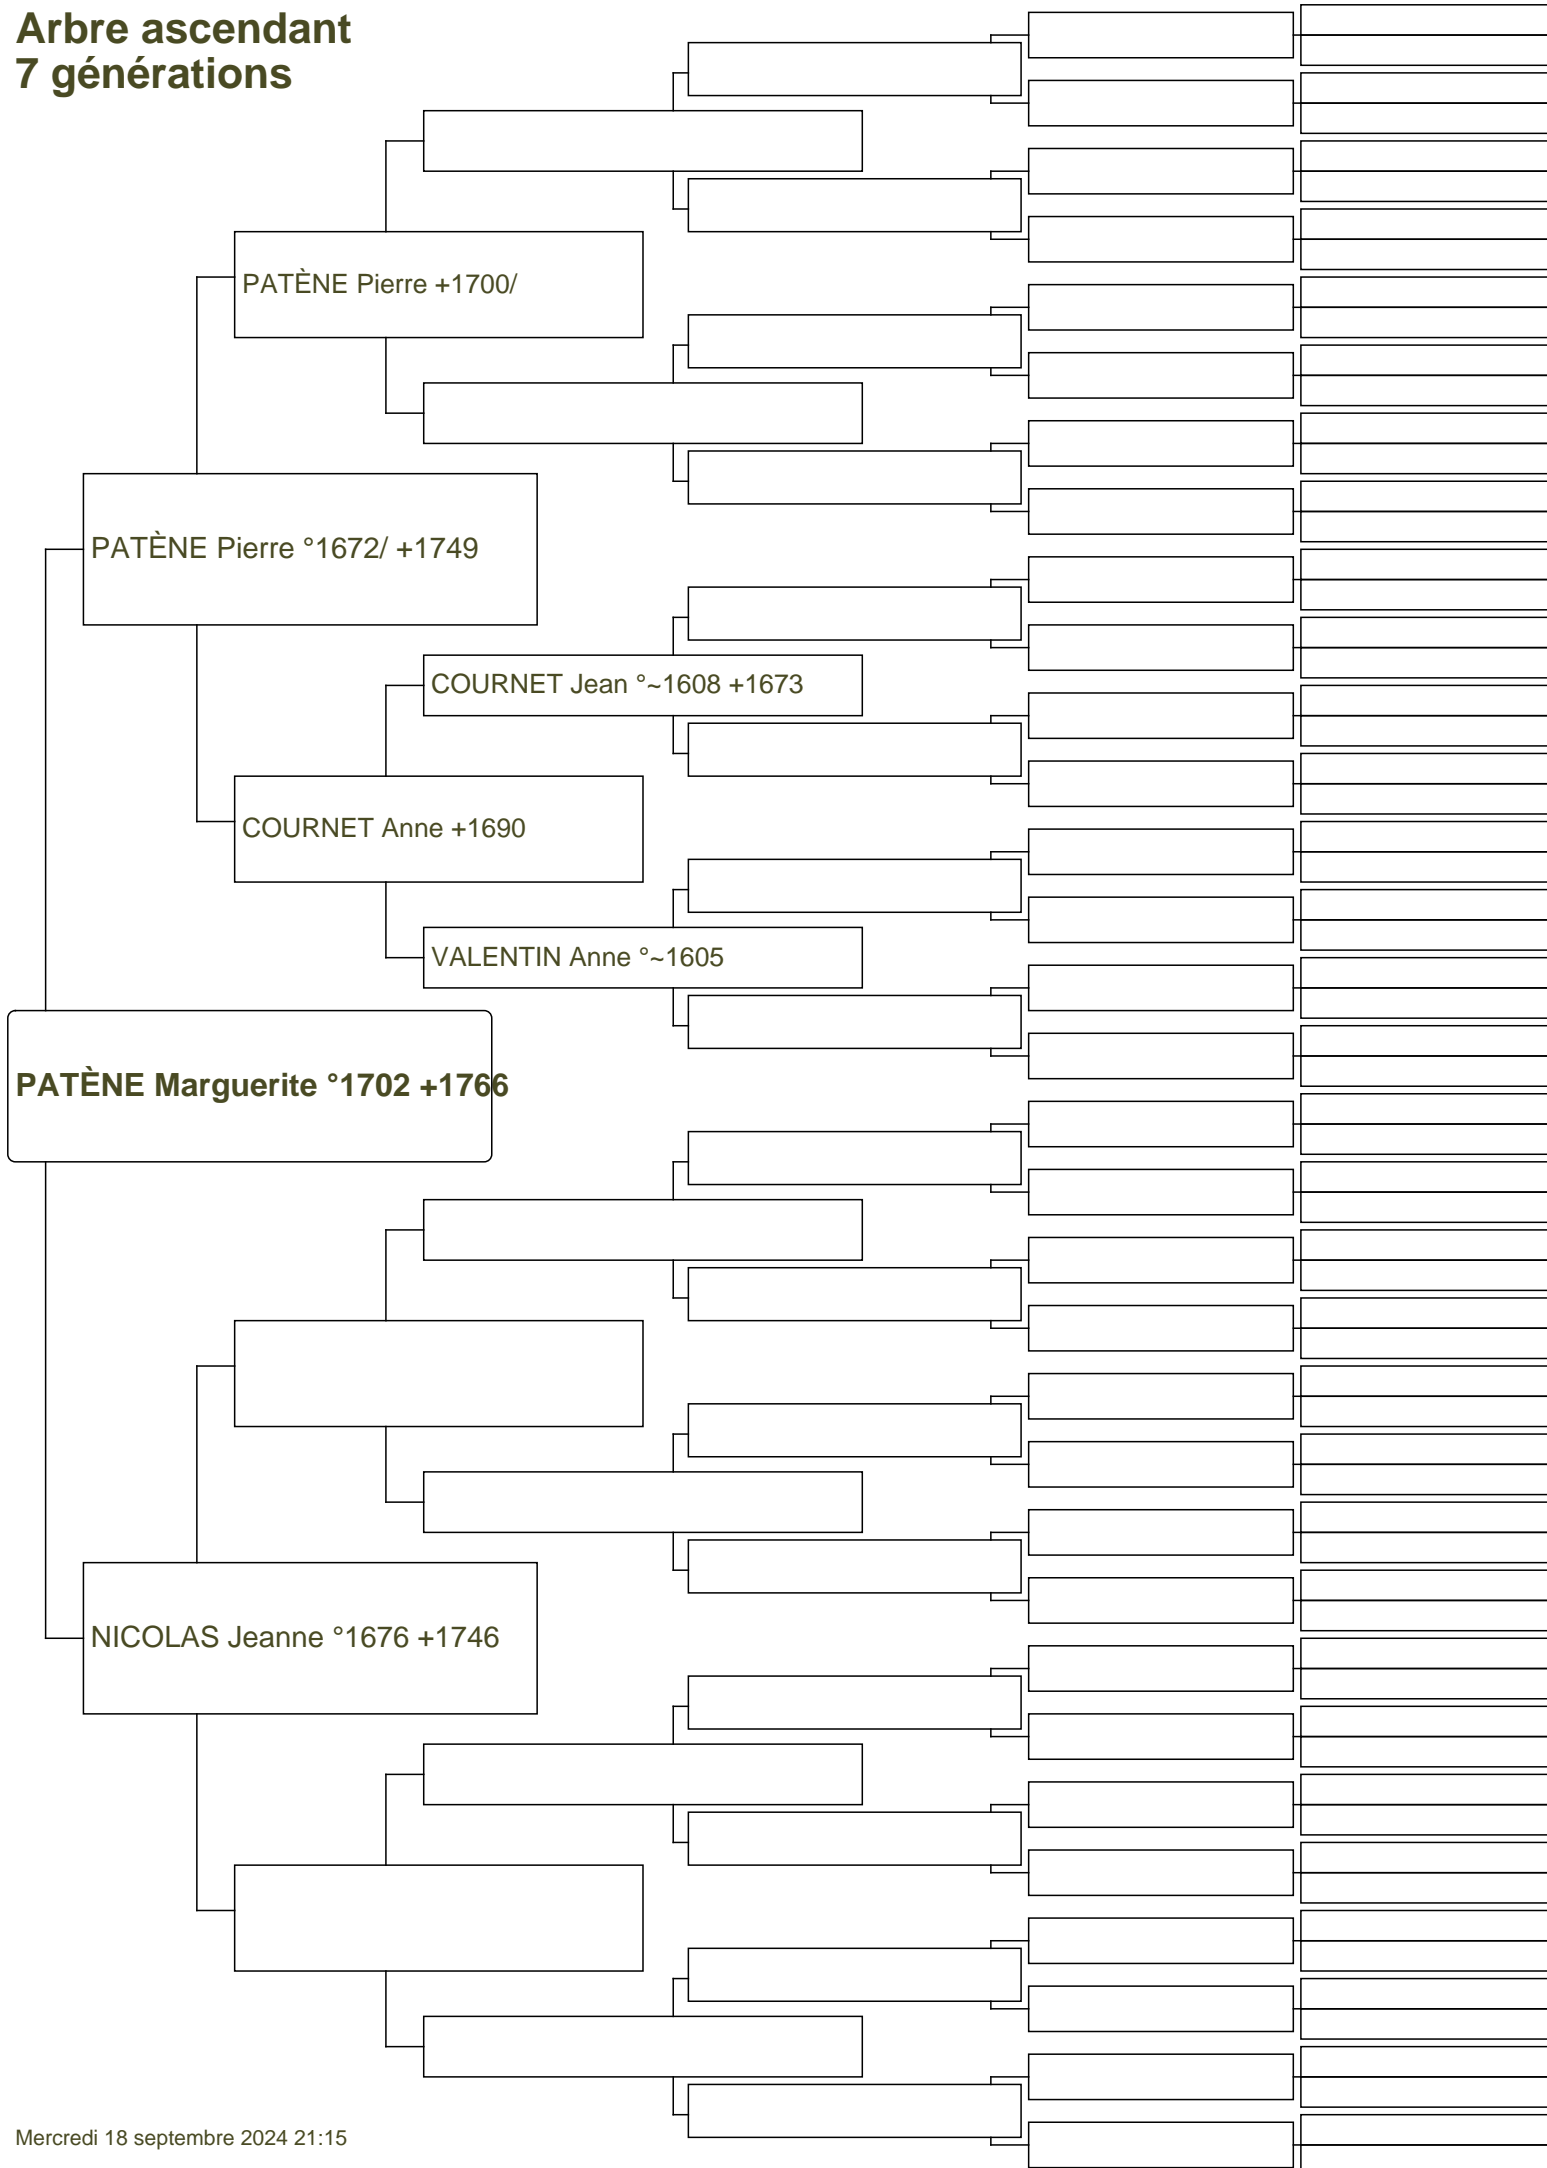 Arbre ascendant
7 générations
PATÈNE Pierre +1700/
PATÈNE Pierre °1672/ +1749
COURNET Jean °~1608 +1673
COURNET Anne +1690
VALENTIN Anne °~1605
PATÈNE Marguerite °1702 +1766
NICOLAS Jeanne °1676 +1746
Mercredi 18 septembre 2024 21:15